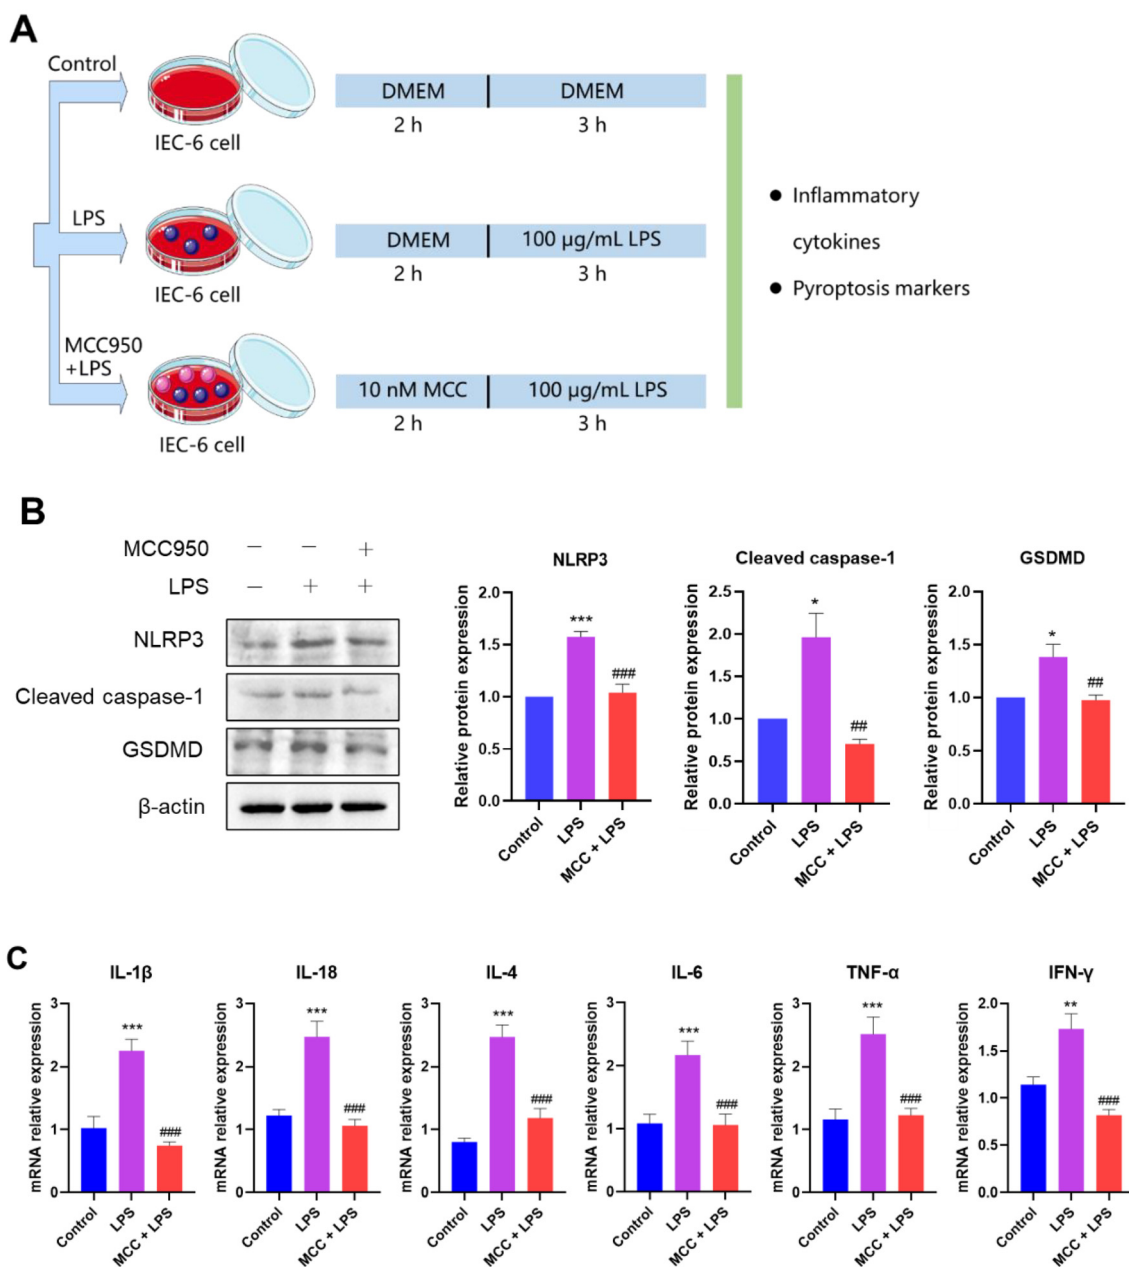 A
Control
IEC-6 cell
DMEM
DMEM
2 h
3 h
LPS
IEC-6 cell
DMEM
100 μg/mL LPS
2 h
3 h
MCC950
+LPS
IEC-6 cell
10 nM MCC
100 μg/mL LPS
2 h
3 h
● Inflammatory
cytokines
● Pyroptosis markers
B
MCC950 − − +
LPS − + +
NLRP3
Cleaved caspase-1
GSDMD
β-actin
NLRP3
Relative protein expression
2.0
1.5
1.0
0.5
0.0
***
###
Control
LPS
MCC + LPS
Cleaved caspase-1
Relative protein expression
2.5
2.0
1.5
1.0
0.5
0.0
*
##
Control
LPS
MCC + LPS
GSDMD
Relative protein expression
2.0
1.5
1.0
0.5
0.0
*
##
Control
LPS
MCC + LPS
C
IL-1β
mRNA relative expression
3
2
1
0
***
###
Control
LPS
MCC + LPS
IL-18
mRNA relative expression
3
2
1
0
***
###
Control
LPS
MCC + LPS
IL-4
mRNA relative expression
3
2
1
0
***
###
Control
LPS
MCC + LPS
IL-6
mRNA relative expression
3
2
1
0
***
###
Control
LPS
MCC + LPS
TNF-α
mRNA relative expression
3
2
1
0
***
###
Control
LPS
MCC + LPS
IFN-γ
mRNA relative expression
2.0
1.5
1.0
0.5
0.0
**
###
Control
LPS
MCC + LPS